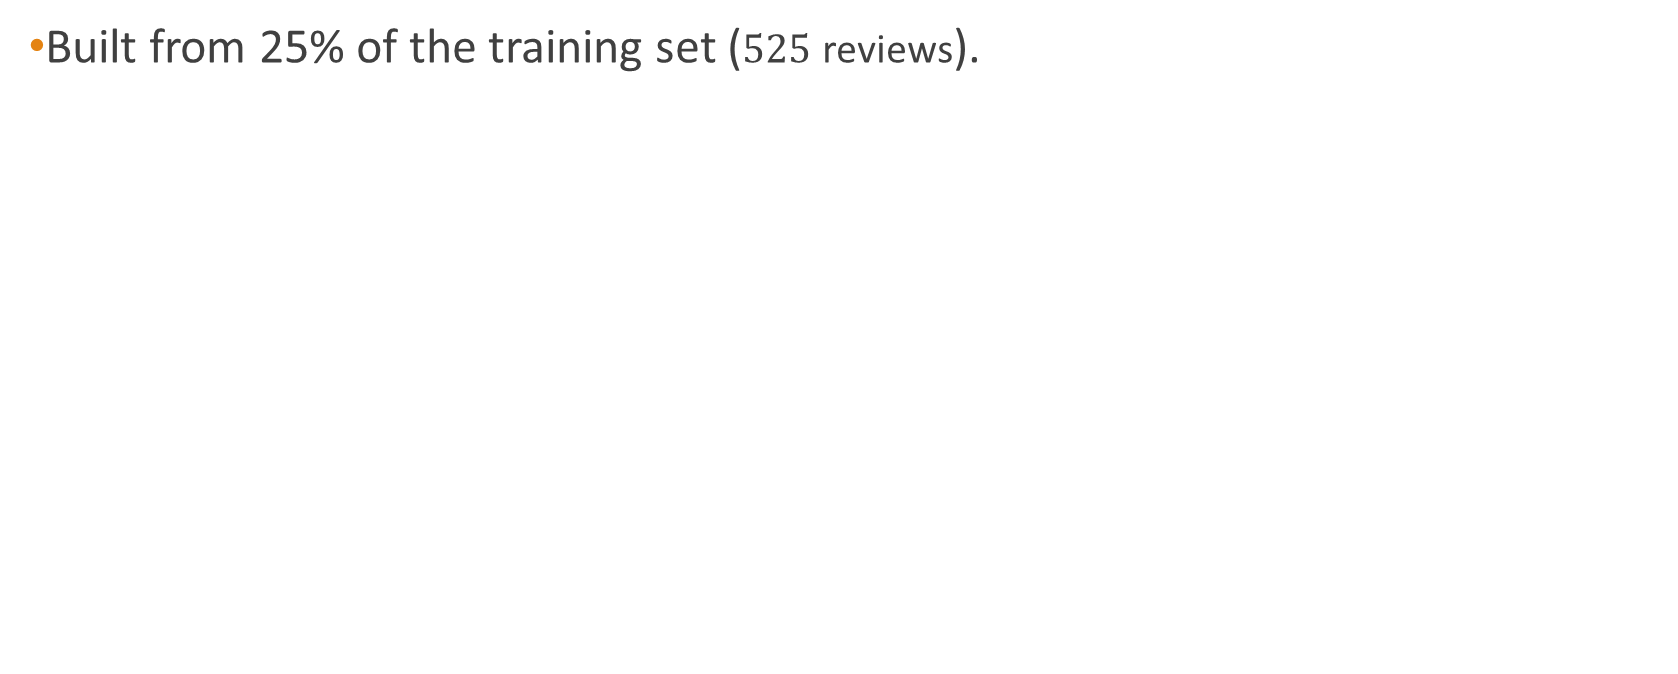 •Built from 25% of the training set (525 reviews).